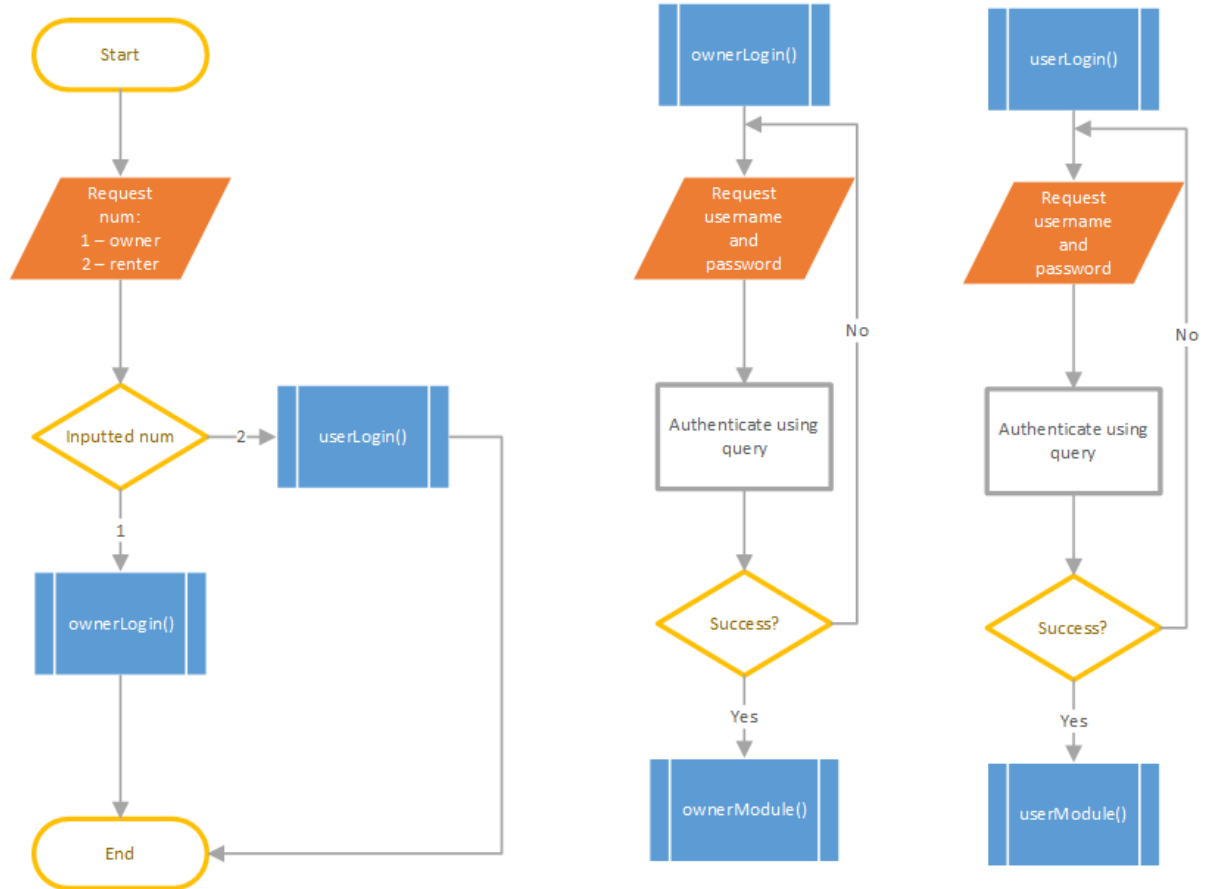 Start
Request
num:
1 – owner
2 – renter
Inputted num
2
userLogin()
1
ownerLogin()
End
ownerLogin()
Request
username
and
password
No
Authenticate using
query
Success?
Yes
ownerModule()
userLogin()
Request
username
and
password
No
Authenticate using
query
Success?
Yes
userModule()